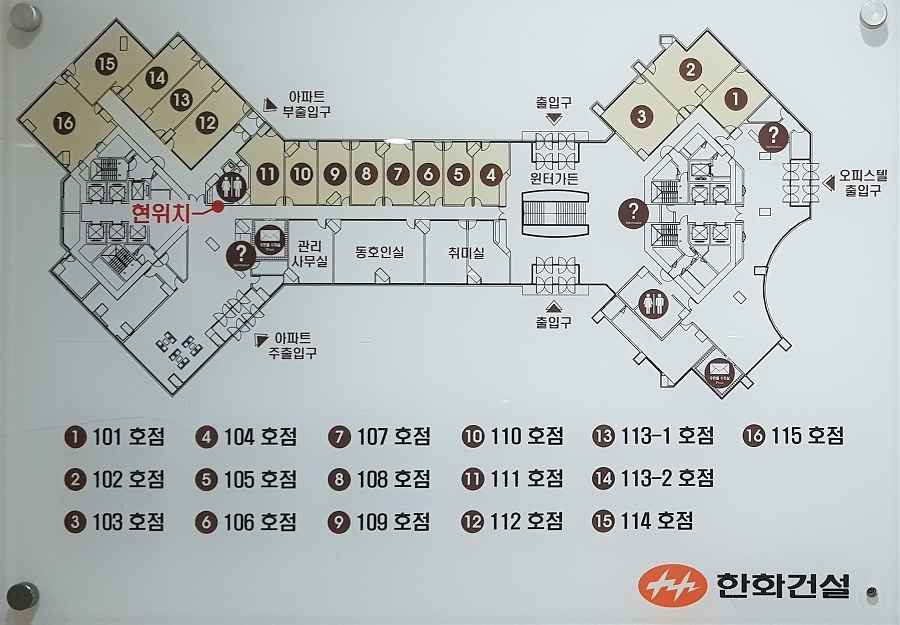 15
14
13
12
16
아파트
부출입구
출입구
2
1
3
?
11
10
9
8
7
6
5
4
윈터가든
오피스텔
출입구
현위치
?
?
관리
사무실
동호인실
취미실
출입구
아파트
주출입구
1 101 호점
4 104 호점
7 107 호점
10 110 호점
13 113-1 호점
16 115 호점
2 102 호점
5 105 호점
8 108 호점
11 111 호점
14 113-2 호점
3 103 호점
6 106 호점
9 109 호점
12 112 호점
15 114 호점
한화건설